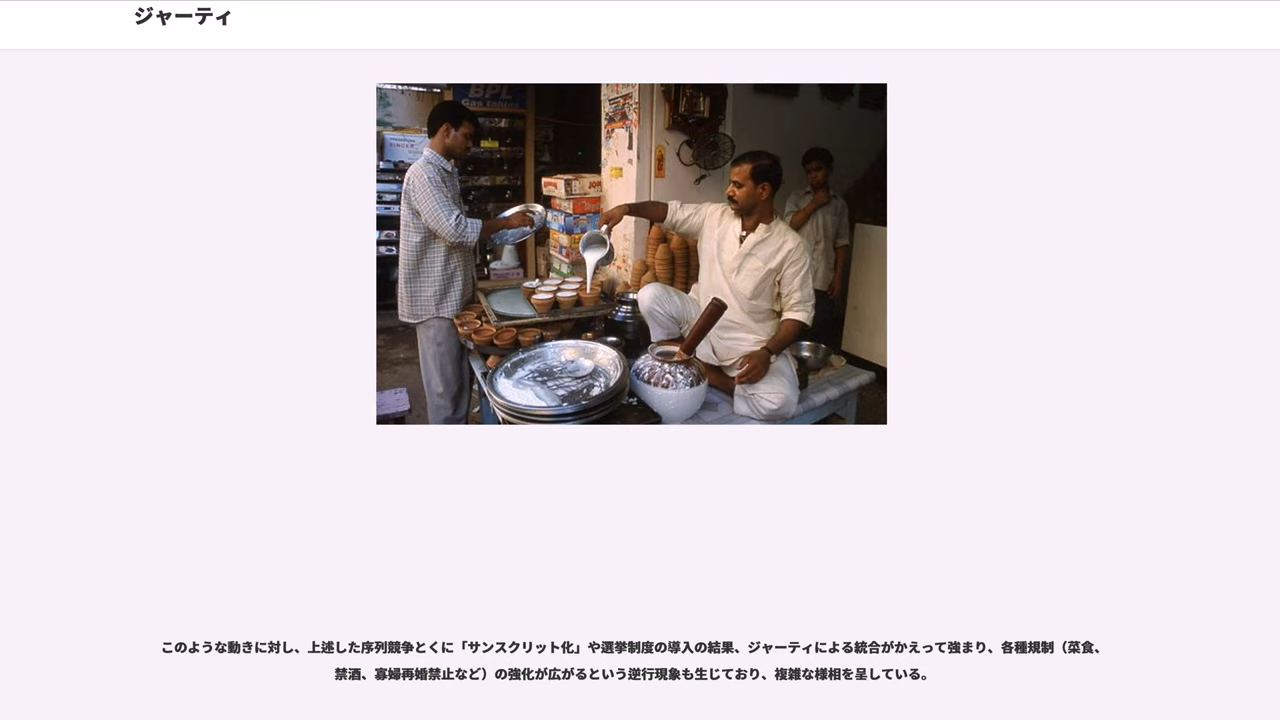 ジャーティ
BPL
Gas tables
SINGER
このような動きに対し、上述した序列競争とくに「サンスクリット化」や選挙制度の導入の結果、ジャーティによる統合がかえって強まり、各種規制（菜食、
禁酒、寡婦再婚禁止など）の強化が広がるという逆行現象も生じており、複雑な様相を呈している。